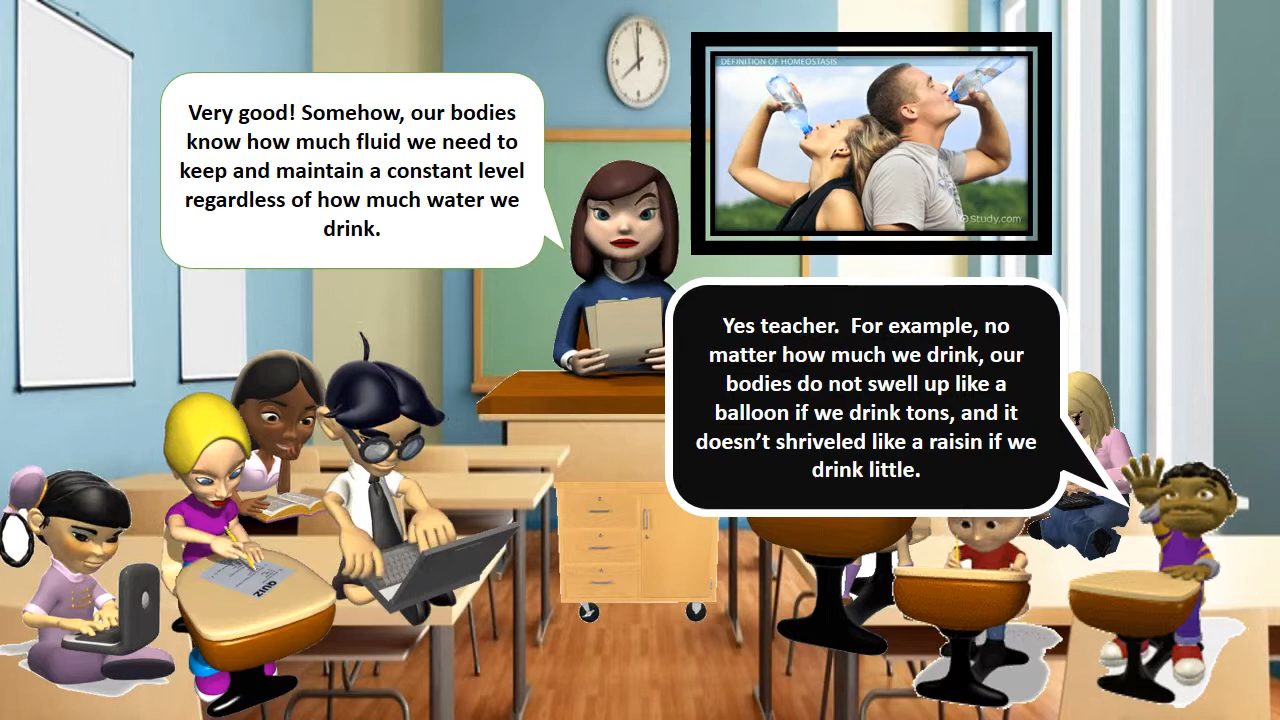 DEFINITION OF HOMEOSTASIS
Very good! Somehow, our bodies
know how much fluid we need to
keep and maintain a constant level
regardless of how much water we
drink.
Study.com
Yes teacher.  For example, no
matter how much we drink, our
bodies do not swell up like a
balloon if we drink tons, and it
doesn’t shriveled like a raisin if we
drink little.
QUIZ